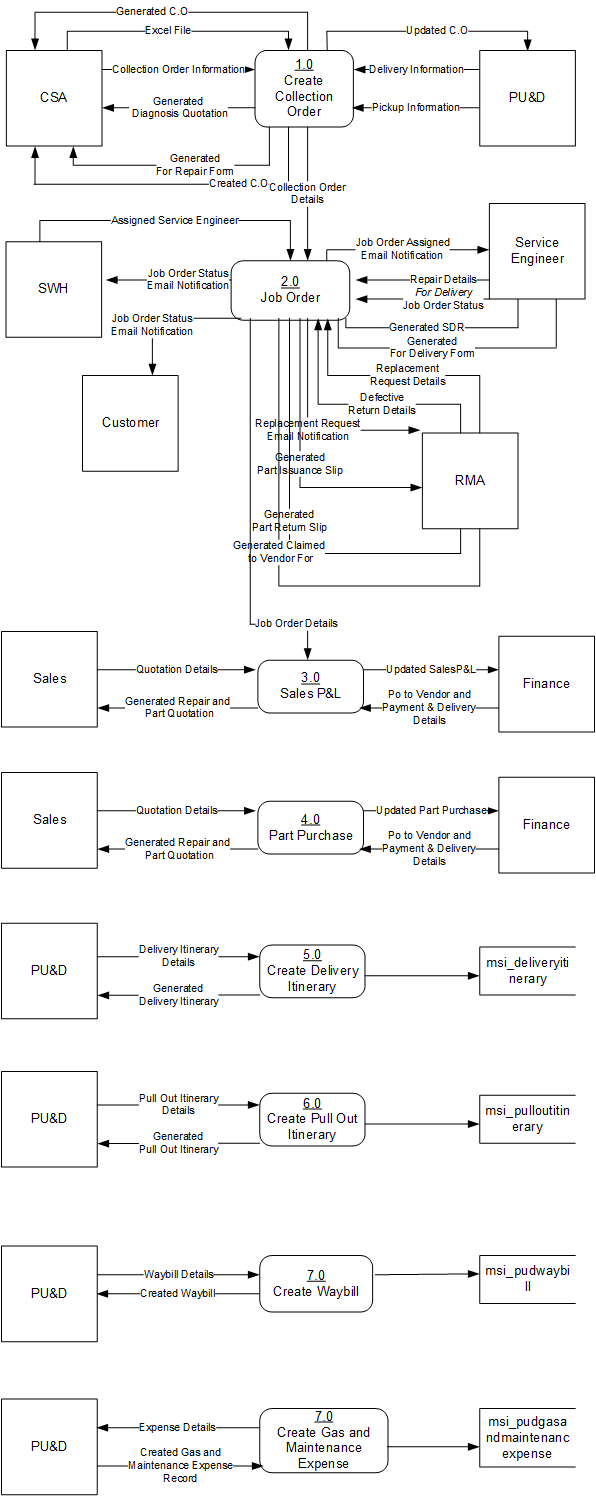 Generated C.O
Excel File
Updated C.O
CSA
Collection Order Information
1.0
Create
Collection
Order
Delivery Information
PU&D
Generated
Diagnosis Quotation
Pickup Information
Generated
For Repair Form
Created C.O
Collection Order
Details
Assigned Service Engineer
SWH
Job Order Status
Email Notification
2.0
Job Order
Job Order Assigned
Email Notification
Service
Engineer
Repair Details
For Delivery
Job Order Status
Job Order Status
Email Notification
Generated SDR
Generated
For Delivery Form
Customer
Replacement
Request Details
Defective
Return Details
Replacement Request
Email Notification
RMA
Generated
Part Issuance Slip
Generated
Part Return Slip
Generated Claimed
to Vendor For
Job Order Details
Sales
Quotation Details
3.0
Sales P&L
Updated SalesP&L
Finance
Generated Repair and
Part Quotation
Po to Vendor and
Payment & Delivery
Details
Sales
Quotation Details
4.0
Part Purchase
Updated Part Purchase
Finance
Generated Repair and
Part Quotation
Po to Vendor and
Payment & Delivery
Details
PU&D
Delivery Itinerary
Details
5.0
Create Delivery
Itinerary
msi_deliveryiti
nerary
Generated
Delivery Itinerary
PU&D
Pull Out Itinerary
Details
6.0
Create Pull Out
Itinerary
msi_pulloutitin
erary
Generated
Pull Out Itinerary
PU&D
Waybill Details
7.0
Create Waybill
msi_pudwaybi
ll
Created Waybill
PU&D
Expense Details
7.0
Create Gas and
Maintenance
Expense
msi_pudgasa
ndmaintenanc
expense
Created Gas and
Maintenance Expense
Record